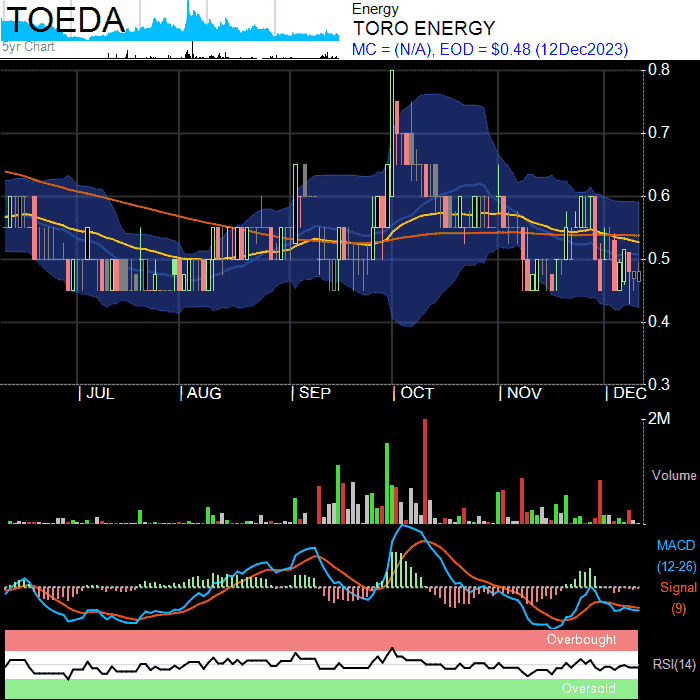 TOEDA
5yr Chart
Energy
TORO ENERGY
MC = (N/A), EOD = $0.48 (12Dec2023)
0.8
0.7
0.6
0.5
0.4
0.3
| JUL | AUG | SEP | OCT | NOV | DEC
2M
Volume
MACD
(12-26)
Signal
(9)
Overbought
RSI(14)
Oversold